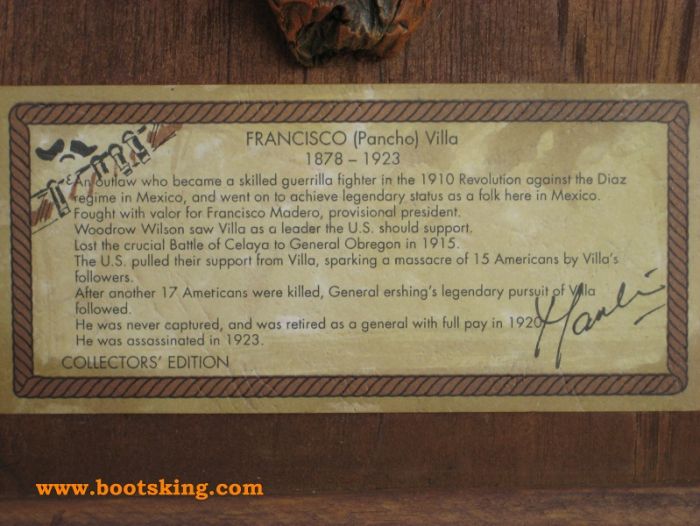 FRANCISCO (Pancho) Villa
1878 – 1923
An outlaw who became a skilled guerrilla fighter in the 1910 Revolution against the Diaz
regime in Mexico, and went on to achieve legendary status as a folk here in Mexico.
Fought with valor for Francisco Madero, provisional president.
Woodrow Wilson saw Villa as a leader the U.S. should support.
Lost the crucial Battle of Celaya to General Obregon in 1915.
The U.S. pulled their support from Villa, sparking a massacre of 15 Americans by Villa's
followers.
After another 17 Americans were killed, General ershing's legendary pursuit of Villa
followed.
He was never captured, and was retired as a general with full pay in 1920.
He was assassinated in 1923.
COLLECTORS' EDITION
www.bootsking.com